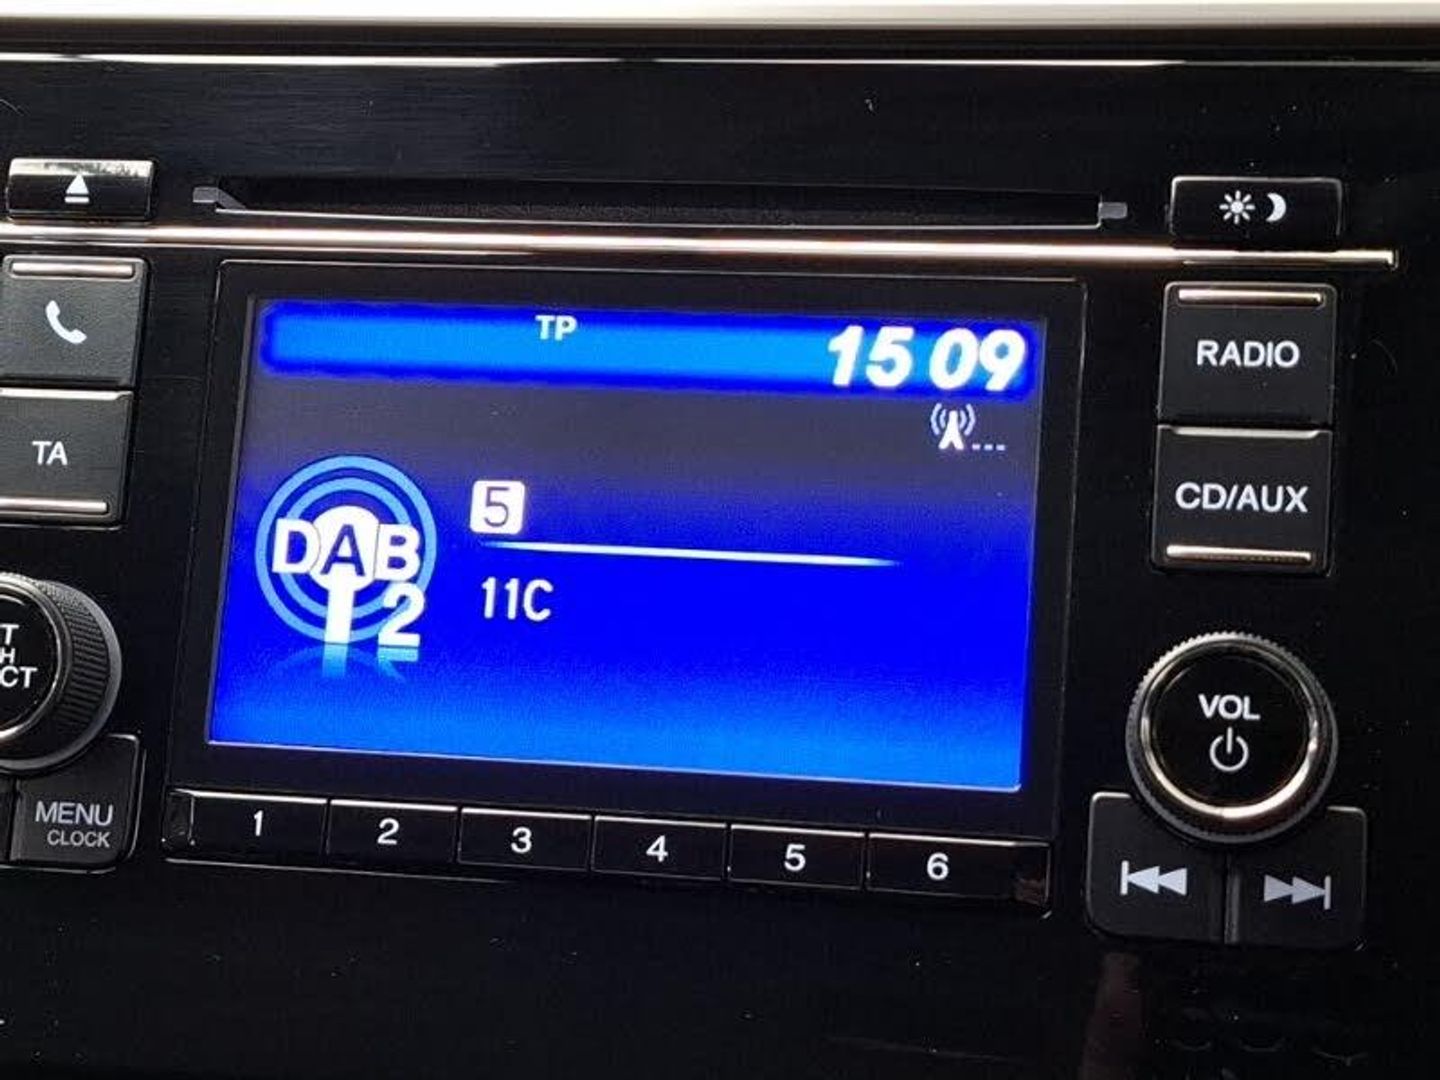 TP 15 09
RADIO
TA
5
CD/AUX
DAB
2
11C
T
H
CT
VOL
MENU
CLOCK
1 2 3 4 5 6